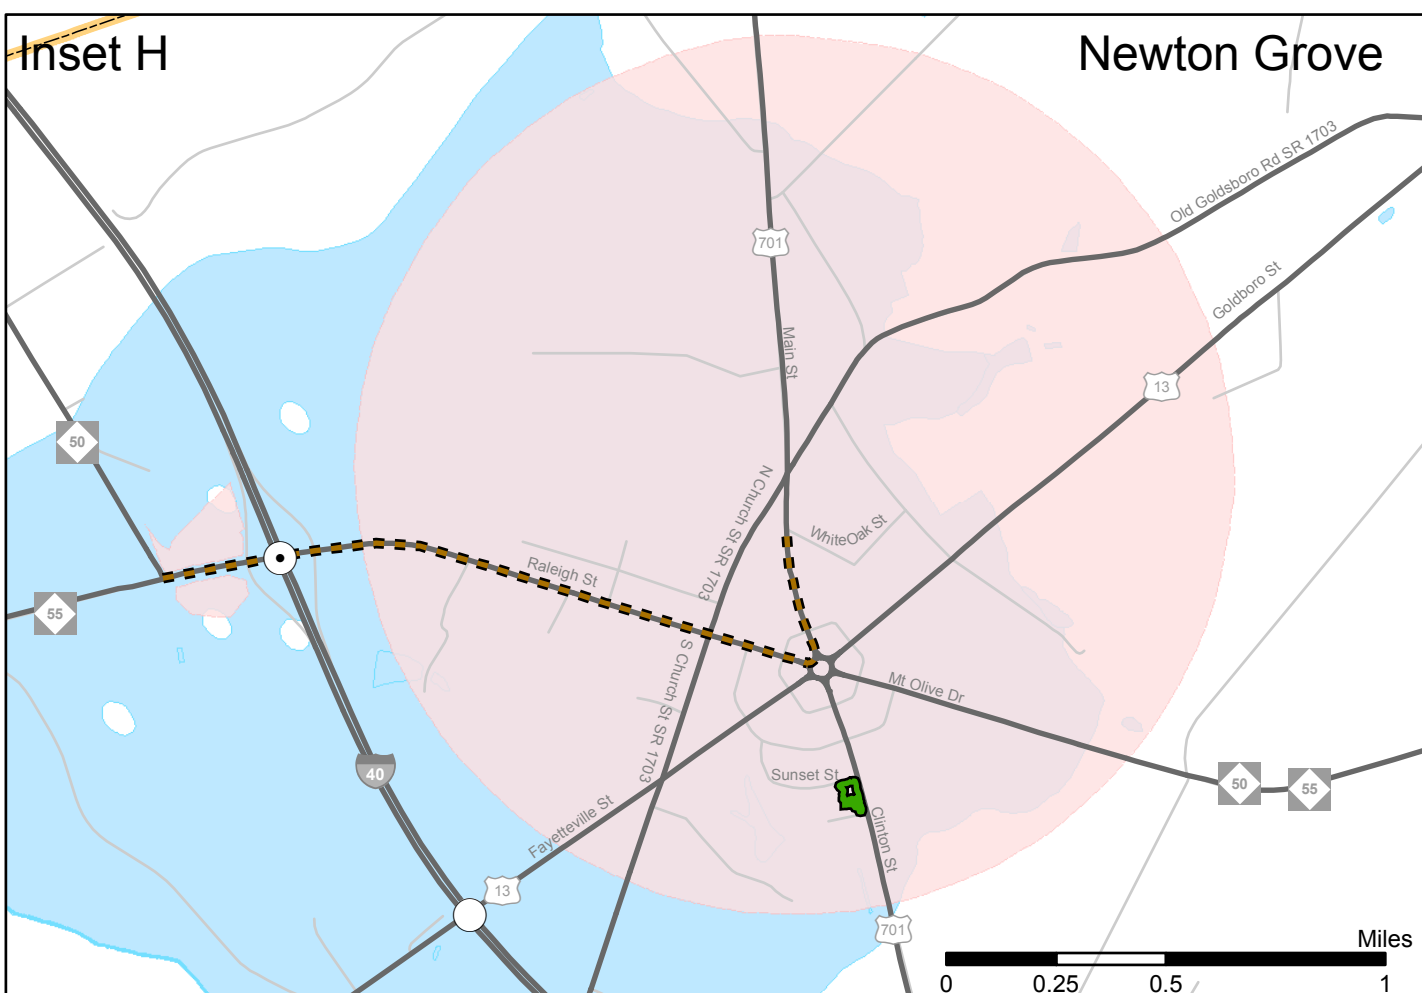 Inset H
Newton Grove
Old Goldsboro Rd SR 1703
701
Goldboro St
Main St
13
50
N Church St SR 1703
WhiteOak St
Raleigh St
55
S Church St SR 1703
Mt Olive Dr
40
Sunset St
50
55
Fayetteville St
Clinton St
13
701
Miles
0 0.25 0.5 1